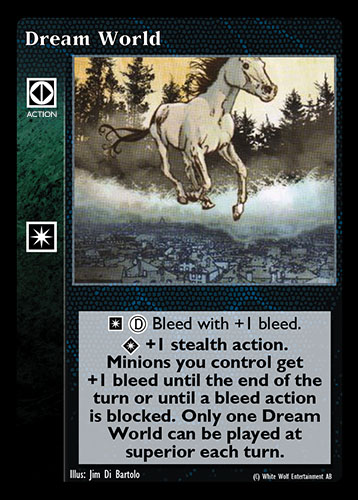 Dream World
ACTION
D Bleed with +1 bleed.
+1 stealth action.
Minions you control get
+1 bleed until the end of the
turn or until a bleed action
is blocked. Only one Dream
World can be played at
superior each turn.
Illus: Jim Di Bartolo
(C) White Wolf Entertainment AB